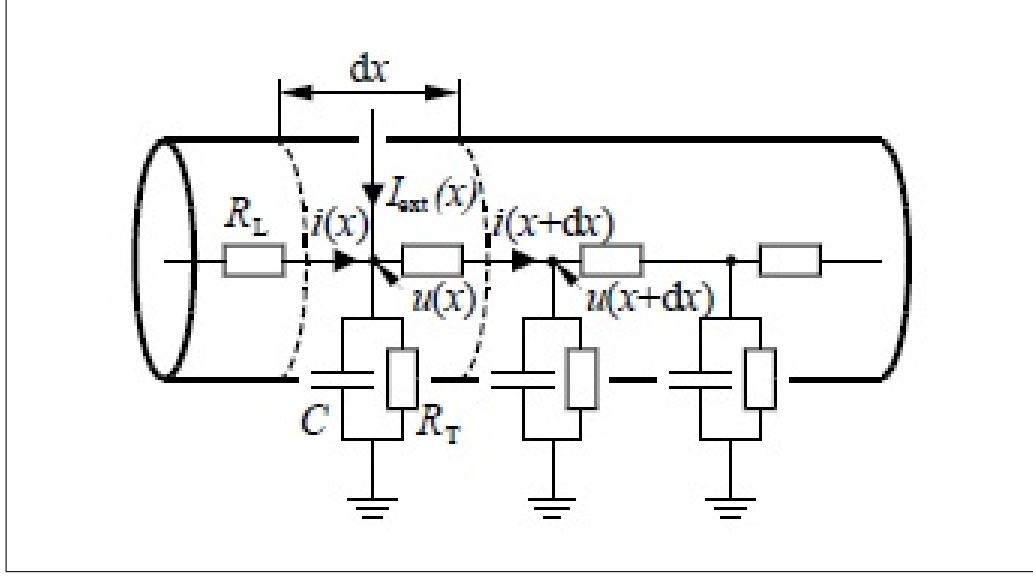 dx
I_ext(x)
R_L
i(x)
i(x+dx)
u(x)
u(x+dx)
C
R_T